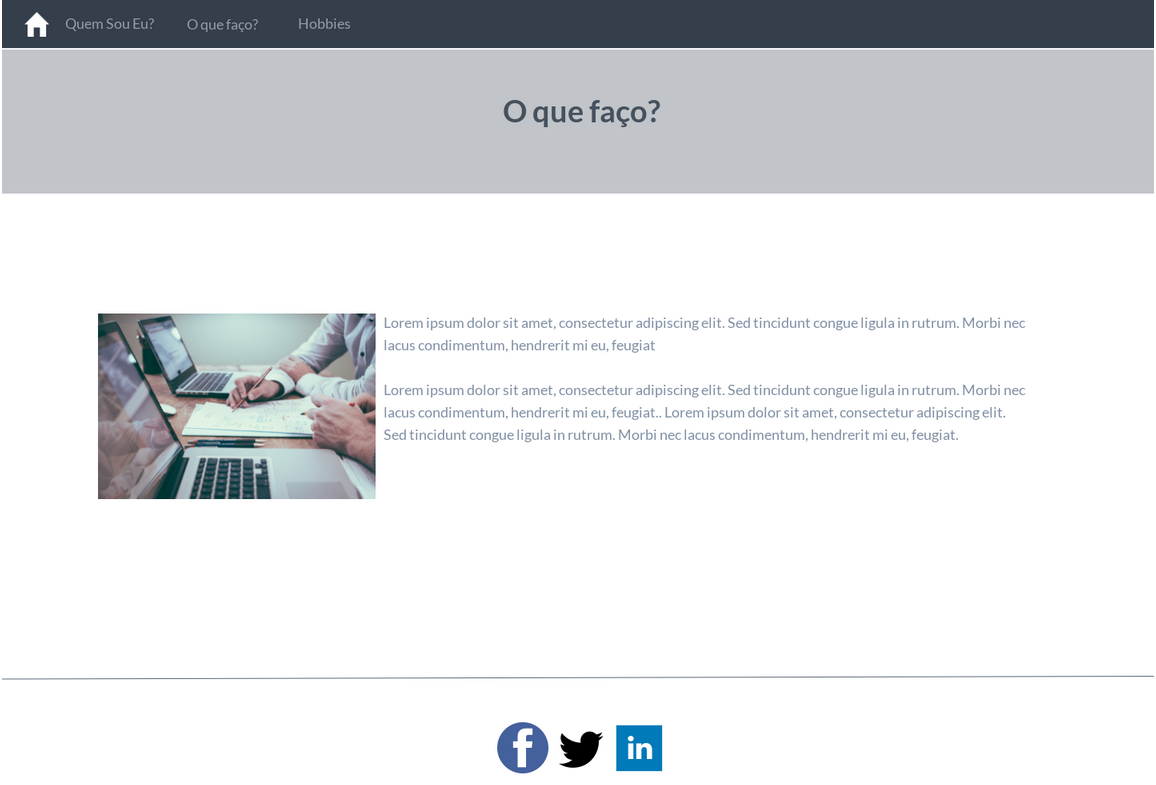 Quem Sou Eu? O que faço? Hobbies
O que faço?
Lorem ipsum dolor sit amet, consectetur adipiscing elit. Sed tincidunt congue ligula in rutrum. Morbi nec
lacus condimentum, hendrerit mi eu, feugiat
Lorem ipsum dolor sit amet, consectetur adipiscing elit. Sed tincidunt congue ligula in rutrum. Morbi nec
lacus condimentum, hendrerit mi eu, feugiat.. Lorem ipsum dolor sit amet, consectetur adipiscing elit.
Sed tincidunt congue ligula in rutrum. Morbi nec lacus condimentum, hendrerit mi eu, feugiat.
f in